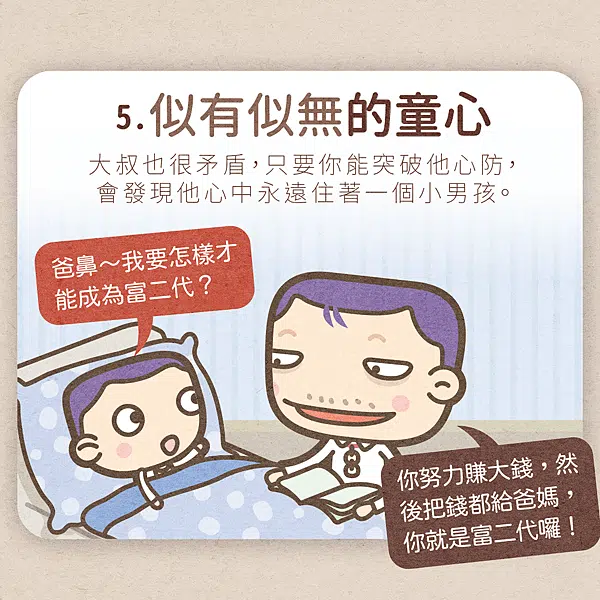 5.似有似無的童心
大叔也很矛盾，只要你能突破他心防，
會發現他心中永遠住著一個小男孩。
爸鼻～我要怎樣才
能成為富二代？
你努力賺大錢，然
後把錢都給爸媽，
你就是富二代囉！